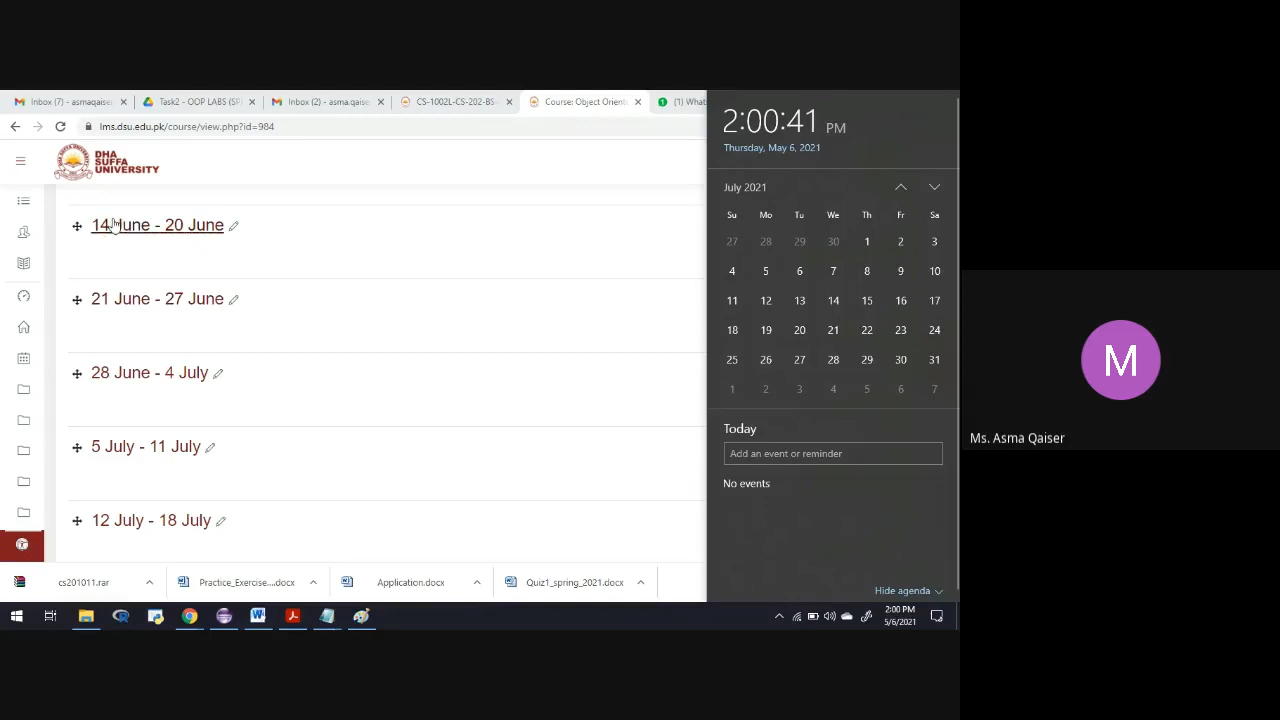 Inbox (7) - asmaqaise
Task2 - OOP LABS (SP
Inbox (2) - asma.qaise
CS-1002L-CS-202-BS-
Course: Object Oriente
(1) Whats
lms.dsu.edu.pk/course/view.php?id=984
DHA
SUFFA
UNIVERSITY
14 June - 20 June
21 June - 27 June
28 June - 4 July
5 July - 11 July
12 July - 18 July
2:00:41 PM
Thursday, May 6, 2021
July 2021
Su Mo Tu We Th Fr Sa
27 28 29 30 1 2 3
4 5 6 7 8 9 10
11 12 13 14 15 16 17
18 19 20 21 22 23 24
25 26 27 28 29 30 31
1 2 3 4 5 6 7
Today
Add an event or reminder
No events
Hide agenda
M
Ms. Asma Qaiser
cs201011.rar
Practice_Exercise....docx
Application.docx
Quiz1_spring_2021.docx
2:00 PM
5/6/2021